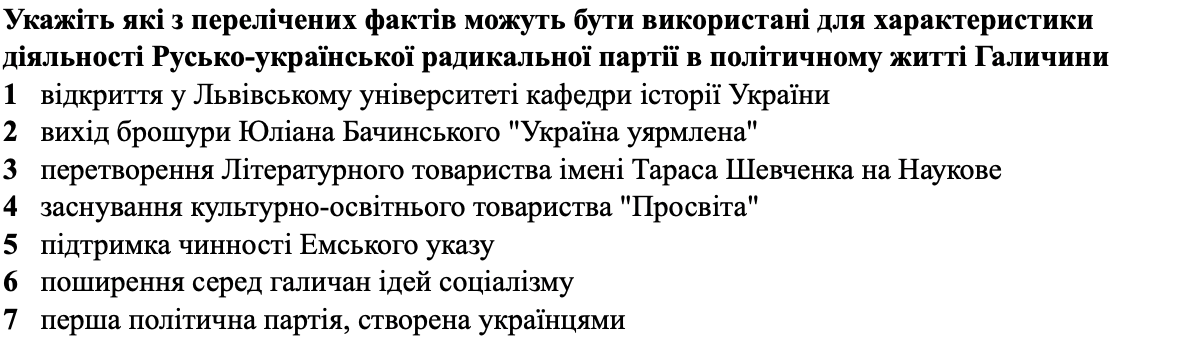 Укажіть які з перелічених фактів можуть бути використані для характеристики
діяльності Русько-української радикальної партії в політичному житті Галичини
1 відкриття у Львівському університеті кафедри історії України
2 вихід брошури Юліана Бачинського "Україна уярмлена"
3 перетворення Літературного товариства імені Тараса Шевченка на Наукове
4 заснування культурно-освітнього товариства "Просвіта"
5 підтримка чинності Емського указу
6 поширення серед галичан ідей соціалізму
7 перша політична партія, створена українцями